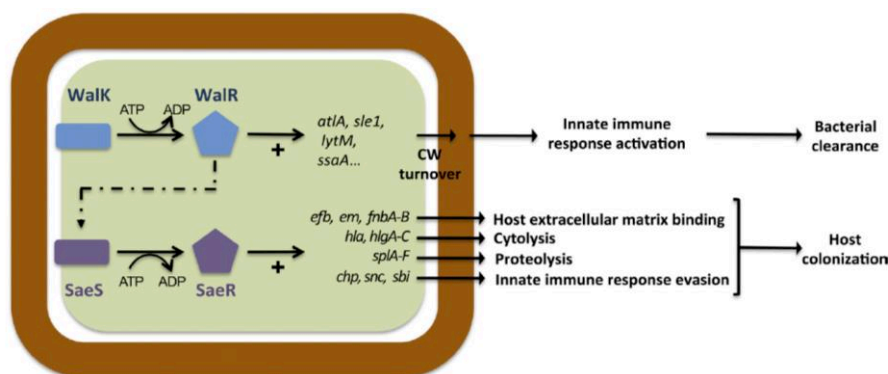 WalK
ATP
ADP
WalR
atlA, sle1,
lytM,
ssaA...
+
CW
turnover
Innate immune
response activation
Bacterial
clearance
efb, em, fnbA-B
Host extracellular matrix binding
hla, hlgA-C
Cytolysis
splA-F
Proteolysis
chp, snc, sbi
Innate immune response evasion
Host
colonization
+
ATP
ADP
SaeS
SaeR